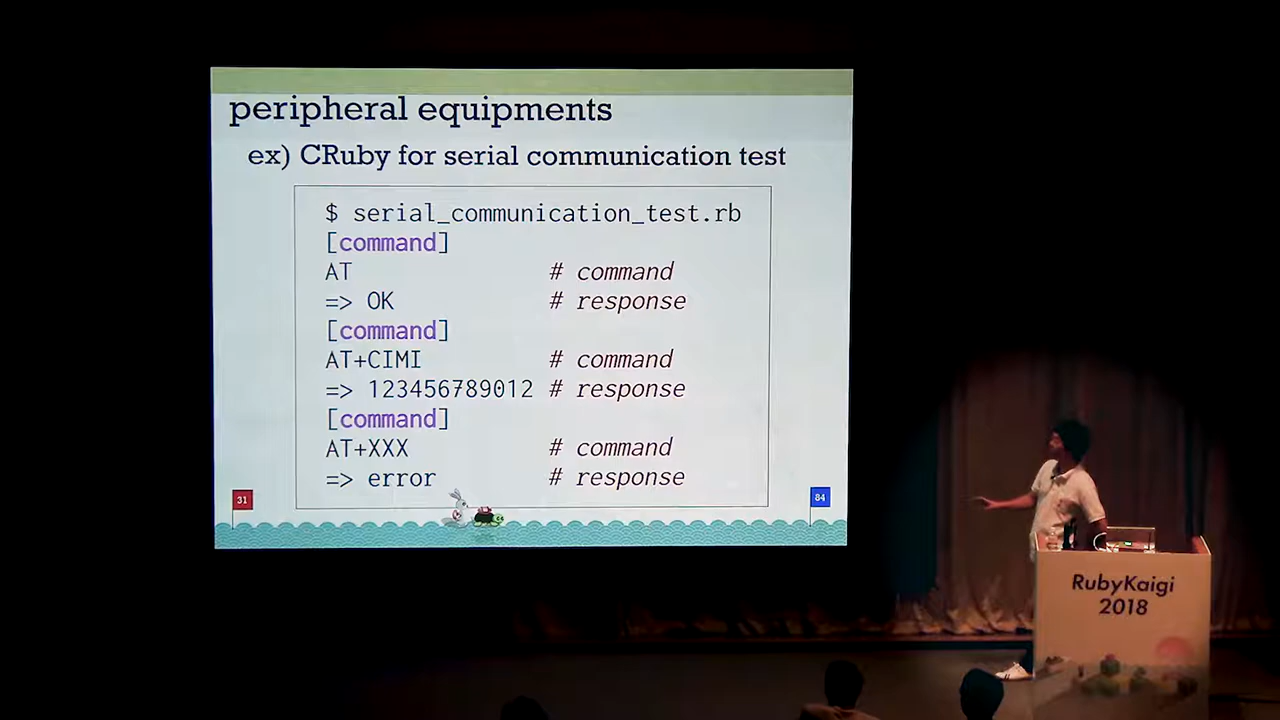 peripheral equipments
ex) CRuby for serial communication test
$ serial_communication_test.rb
[command]
AT # command
=> OK # response
[command]
AT+CIMI # command
=> 123456789012 # response
[command]
AT+XXX # command
=> error # response
31
84
RubyKaigi
2018